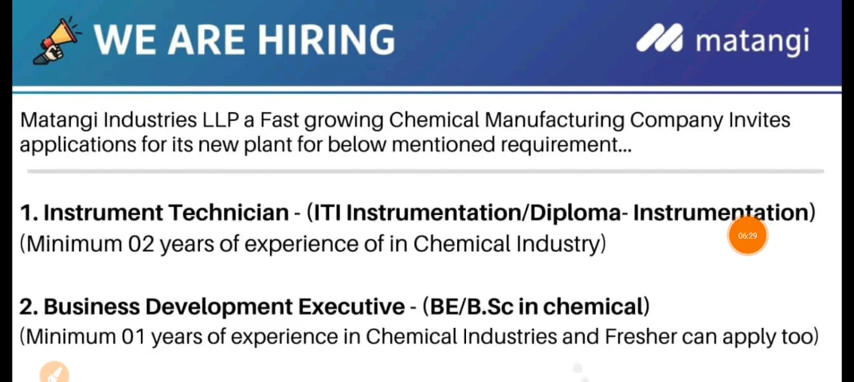 WE ARE HIRING
matangi
Matangi Industries LLP a Fast growing Chemical Manufacturing Company Invites
applications for its new plant for below mentioned requirement...
1. Instrument Technician - (ITI Instrumentation/Diploma- Instrumentation)
06:29
(Minimum 02 years of experience of in Chemical Industry)
2. Business Development Executive - (BE/B.Sc in chemical)
(Minimum 01 years of experience in Chemical Industries and Fresher can apply too)